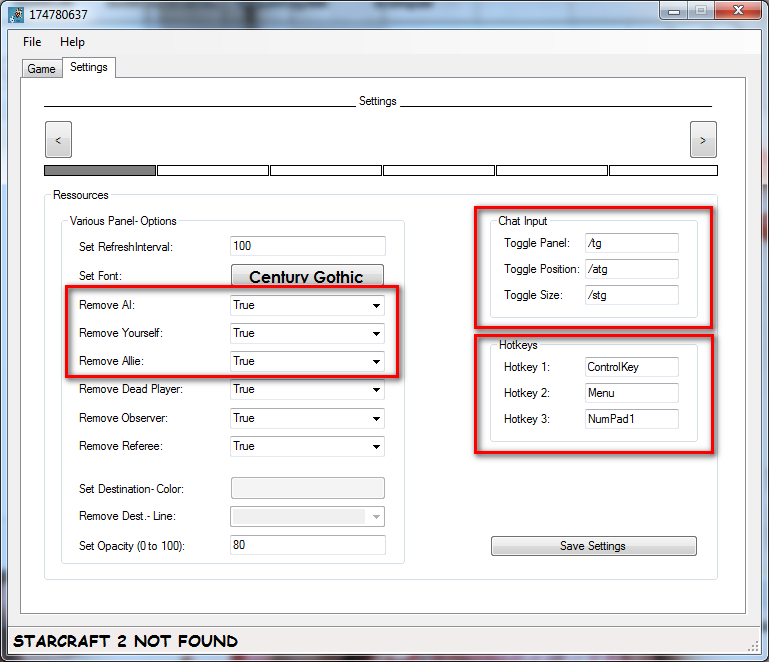 174780637
File Help
Game Settings
Settings
< >
Ressources
Various Panel- Options
Set RefreshInterval: 100
Set Font: Century Gothic
Remove AI: True
Remove Yourself: True
Remove Allie: True
Remove Dead Player: True
Remove Observer: True
Remove Referee: True
Set Destination- Color:
Remove Dest.- Line:
Set Opacity (0 to 100): 80
Chat Input
Toggle Panel: /tg
Toggle Position: /atg
Toggle Size: /stg
Hotkeys
Hotkey 1: ControlKey
Hotkey 2: Menu
Hotkey 3: NumPad1
Save Settings
STARCRAFT 2 NOT FOUND